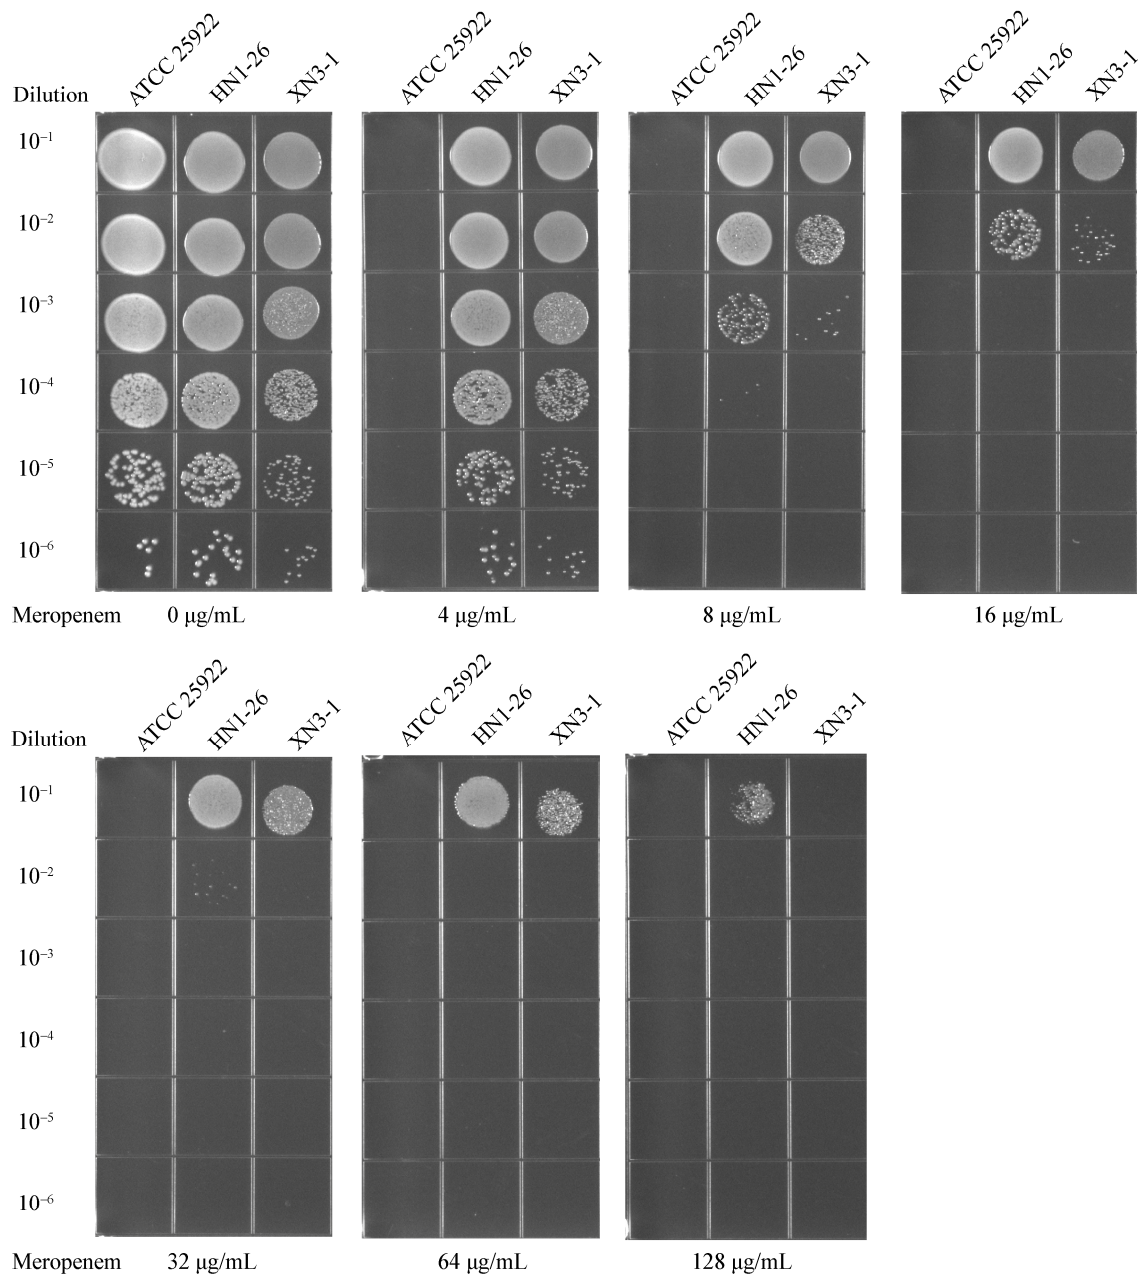 ATCC 25922 HN1-26 XN3-1 ATCC 25922 HN1-26 XN3-1 ATCC 25922 HN1-26 XN3-1 ATCC 25922 HN1-26 XN3-1
Dilution
10⁻¹
10⁻²
10⁻³
10⁻⁴
10⁻⁵
10⁻⁶
Meropenem 0 μg/mL 4 μg/mL 8 μg/mL 16 μg/mL
ATCC 25922 HN1-26 XN3-1 ATCC 25922 HN1-26 XN3-1 ATCC 25922 HN1-26 XN3-1
Dilution
10⁻¹
10⁻²
10⁻³
10⁻⁴
10⁻⁵
10⁻⁶
Meropenem 32 μg/mL 64 μg/mL 128 μg/mL